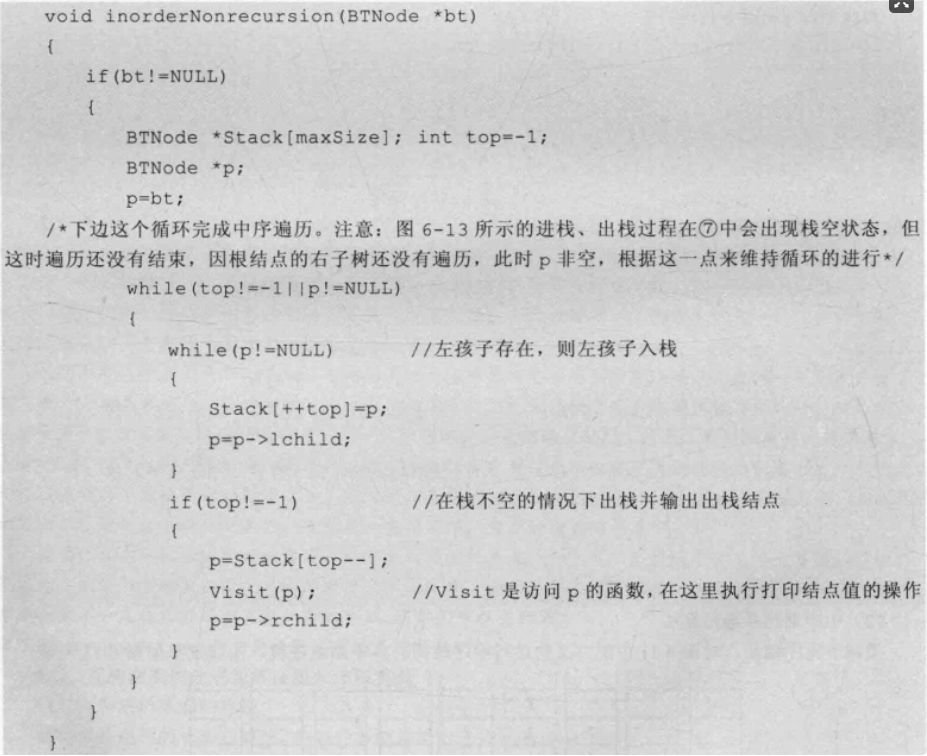 void inorderNonrecursion(BTNode *bt)
{
if(bt!=NULL)
{
BTNode *Stack[maxSize]; int top=-1;
BTNode *p;
p=bt;
/*下边这个循环完成中序遍历。注意：图 6-13 所示的进栈、出栈过程在⑦中会出现栈空状态，但
这时遍历还没有结束，因根结点的右子树还没有遍历，此时 p 非空，根据这一点来维持循环的进行*/
while(top!=-1||p!=NULL)
{
while(p!=NULL) //左孩子存在，则左孩子入栈
{
Stack[++top]=p;
p=p->lchild;
}
if(top!=-1) //在栈不空的情况下出栈并输出出栈结点
{
p=Stack[top--];
Visit(p); //Visit 是访问 p 的函数，在这里执行打印结点值的操作
p=p->rchild;
}
}
}
}